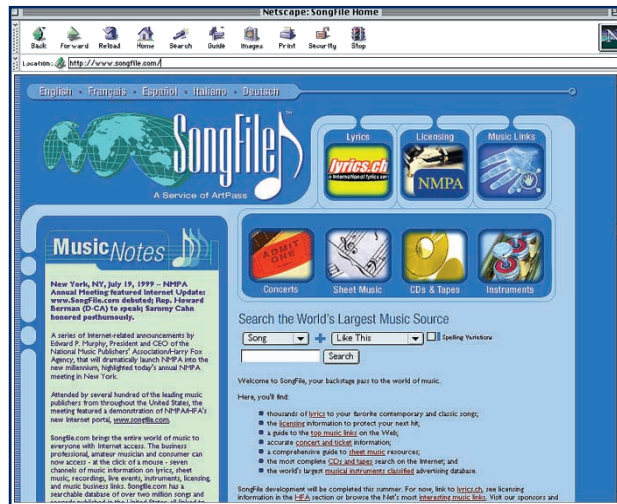 Netscape: SongFile Home
Back Forward Reload Home Search Guide Images Print Security Stop
Location: http://www.songfile.com/
English • Français • Español • Italiano • Deutsch
SongFile™
A Service of ArtPass
Lyrics Licensing Music Links
lyrics.ch
NMPA
ADMIT ONE
Concerts Sheet Music CDs & Tapes Instruments
Music Notes
New York, NY, July 19, 1999 – NMPA
Annual Meeting featured Internet Update:
www.SongFile.com debuted; Rep. Howard
Berman (D-CA) to speak; Sammy Cahn
honored posthumously.
A series of Internet-related announcements by
Edward P. Murphy, President and CEO of the
National Music Publishers' Association/Harry Fox
Agency, that will dramatically launch NMPA into the
new millennium, highlighted today's annual NMPA
meeting in New York.
Attended by several hundred of the leading music
publishers from throughout the United States, the
meeting featured a demonstration of NMPA/HFA's
new Internet portal, www.songfile.com.
Songfile.com brings the entire world of music to
everyone with Internet access. The business
professional, amateur musician and consumer can
now access - at the click of a mouse - seven
channels of music information on lyrics, sheet
music, recordings, live events, instruments, licensing
and music business links. Songfile.com has a
searchable database of over two million songs and
Search the World's Largest Music Source
Song + Like This Spelling Variations
Search
Welcome to SongFile, your backstage pass to the world of music.
Here, you'll find:
• thousands of lyrics to your favorite contemporary and classic songs;
• the licensing information to protect your next hit;
• a guide to the top music links on the Web;
• accurate concert and ticket information;
• a comprehensive guide to sheet music resources;
• the most complete CDs and tapes search on the Internet; and
• the world's largest musical instruments classified advertising database.
SongFile development will be completed this summer. For now, link to lyrics.ch, see licensing
information in the HFA section or browse the Net's most interesting music links. Visit our sponsors and